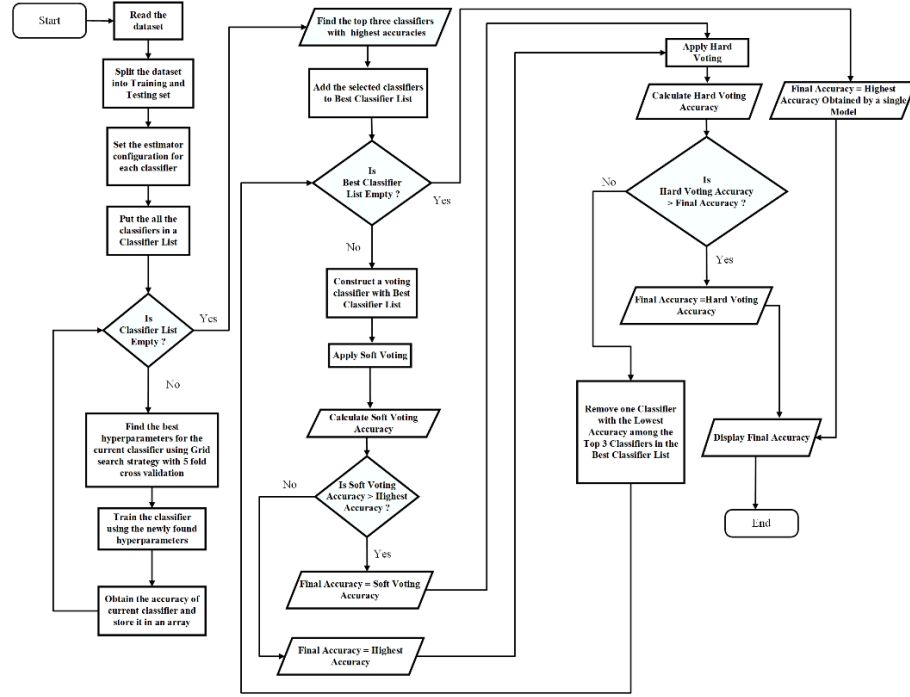 Start
Read the
dataset
Split the dataset
into Training and
Testing set
Set the estimator
configuration for
each classifier
Put the all the
classifiers in a
Classifier List
Is
Classifier List
Empty ?
Yes
No
Find the best
hyperparameters for the
current classifier using Grid
search strategy with 5 fold
cross validation
Train the classifier
using the newly found
hyperparameters
Obtain the accuracy of
current classifier and
store it in an array
Find the top three classifiers
with highest accuracies
Add the selected classifiers
to Best Classifier List
Is
Best Classifier
List Empty ?
Yes
No
Construct a voting
classifier with Best
Classifier List
Apply Soft Voting
Calculate Soft Voting
Accuracy
Is Soft Voting
Accuracy > Highest
Accuracy ?
No
Yes
Final Accuracy = Soft Voting
Accuracy
Final Accuracy = Highest
Accuracy
Apply Hard
Voting
Calculate Hard Voting
Accuracy
Is
Hard Voting Accuracy
> Final Accuracy ?
No
Yes
Final Accuracy =Hard Voting
Accuracy
Remove one Classifier
with the Lowest
Accuracy among the
Top 3 Classifiers in the
Best Classifier List
Final Accuracy = Highest
Accuracy Obtained by a single
Model
Display Final Accuracy
End